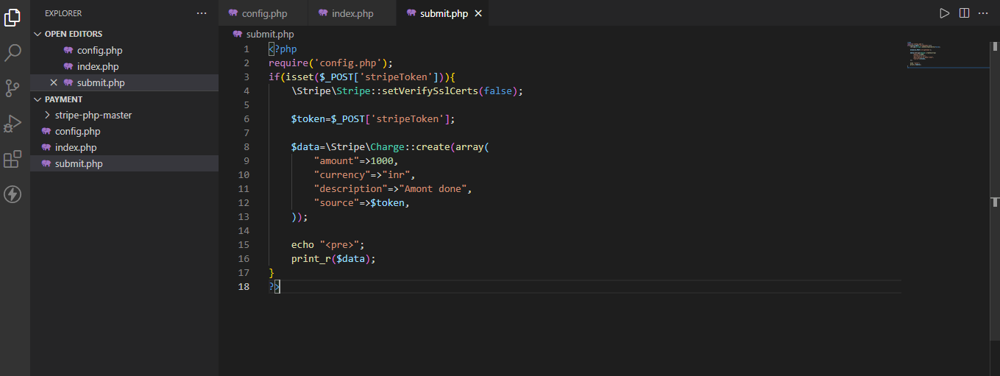 EXPLORER
OPEN EDITORS
config.php
index.php
submit.php
PAYMENT
stripe-php-master
config.php
index.php
submit.php
config.php index.php submit.php
submit.php
1 <?php
2 require('config.php');
3 if(isset($_POST['stripeToken'])){
4 \Stripe\Stripe::setVerifySslCerts(false);
5
6 $token=$_POST['stripeToken'];
7
8 $data=\Stripe\Charge::create(array(
9 "amount"=>1000,
10 "currency"=>"inr",
11 "description"=>"Amont done",
12 "source"=>$token,
13 ));
14
15 echo "<pre>";
16 print_r($data);
17 }
18 ?>